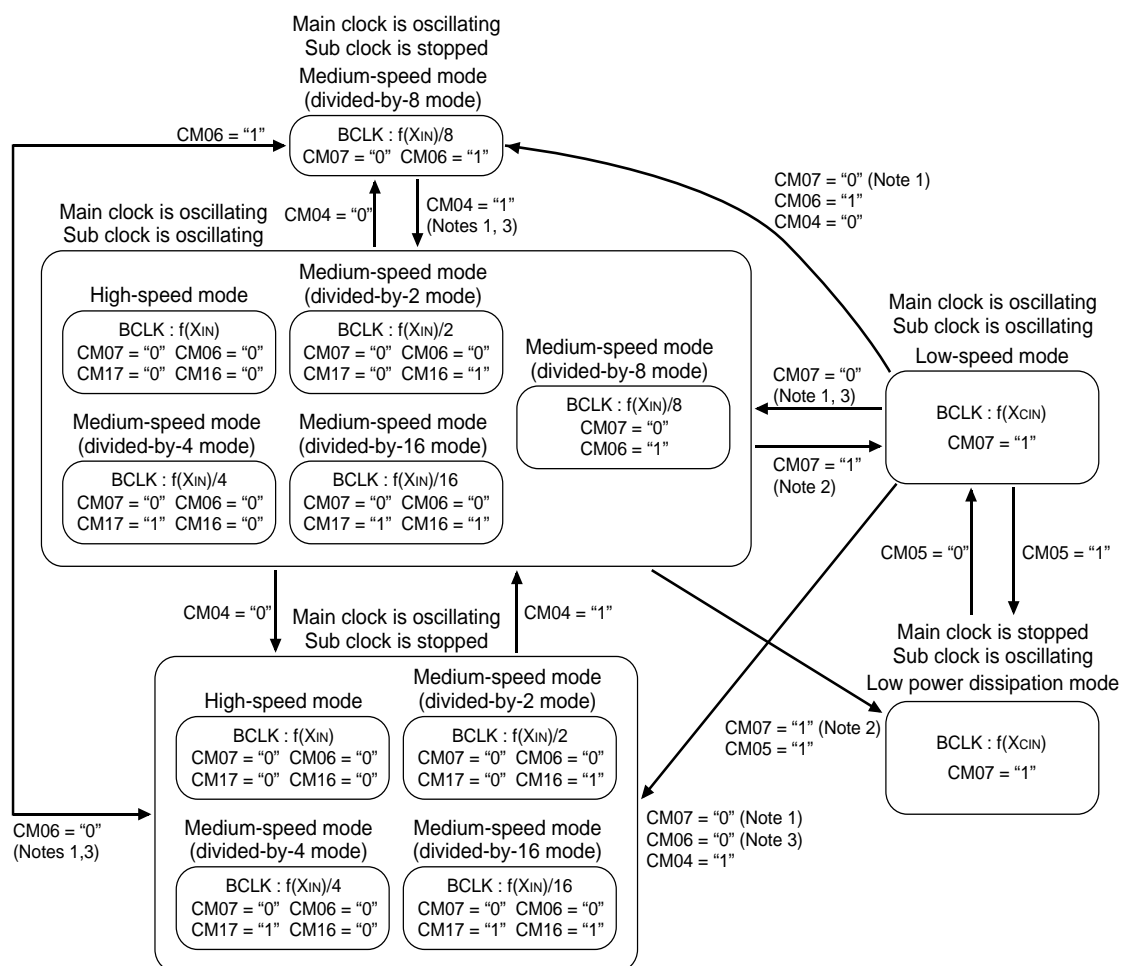 Main clock is oscillating
Sub clock is stopped
Medium-speed mode
(divided-by-8 mode)
CM06 = “1”
BCLK : f(XIN)/8
CM07 = “0” CM06 = “1”
CM07 = “0” (Note 1)
CM06 = “1”
CM04 = “0”
Main clock is oscillating
Sub clock is oscillating
CM04 = “0”
CM04 = “1”
(Notes 1, 3)
High-speed mode
BCLK : f(XIN)
CM07 = “0” CM06 = “0”
CM17 = “0” CM16 = “0”
Medium-speed mode
(divided-by-2 mode)
BCLK : f(XIN)/2
CM07 = “0” CM06 = “0”
CM17 = “0” CM16 = “1”
Medium-speed mode
(divided-by-8 mode)
BCLK : f(XIN)/8
CM07 = “0”
CM06 = “1”
Medium-speed mode
(divided-by-4 mode)
BCLK : f(XIN)/4
CM07 = “0” CM06 = “0”
CM17 = “1” CM16 = “0”
Medium-speed mode
(divided-by-16 mode)
BCLK : f(XIN)/16
CM07 = “0” CM06 = “0”
CM17 = “1” CM16 = “1”
CM07 = “0”
(Note 1, 3)
CM07 = “1”
(Note 2)
Main clock is oscillating
Sub clock is oscillating
Low-speed mode
BCLK : f(XCIN)
CM07 = “1”
CM05 = “0”
CM05 = “1”
Main clock is stopped
Sub clock is oscillating
Low power dissipation mode
BCLK : f(XCIN)
CM07 = “1”
CM07 = “1” (Note 2)
CM05 = “1”
CM04 = “0”
Main clock is oscillating
Sub clock is stopped
CM04 = “1”
High-speed mode
BCLK : f(XIN)
CM07 = “0” CM06 = “0”
CM17 = “0” CM16 = “0”
Medium-speed mode
(divided-by-2 mode)
BCLK : f(XIN)/2
CM07 = “0” CM06 = “0”
CM17 = “0” CM16 = “1”
Medium-speed mode
(divided-by-4 mode)
BCLK : f(XIN)/4
CM07 = “0” CM06 = “0”
CM17 = “1” CM16 = “0”
Medium-speed mode
(divided-by-16 mode)
BCLK : f(XIN)/16
CM07 = “0” CM06 = “0”
CM17 = “1” CM16 = “1”
CM07 = “0” (Note 1)
CM06 = “0” (Note 3)
CM04 = “1”
CM06 = “0”
(Notes 1,3)